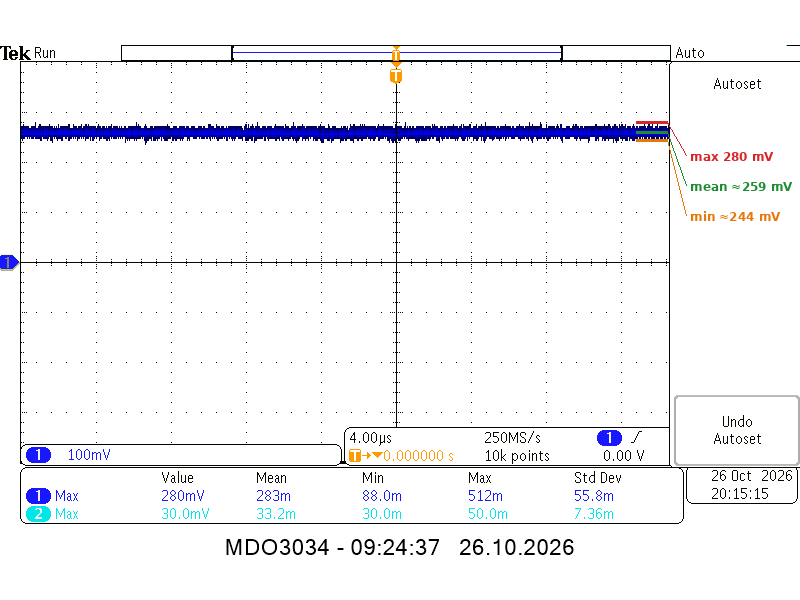 Tek Run Auto
T
T
Autoset
max 280 mV
mean ≈259 mV
min ≈244 mV
1
Undo
Autoset
1 100mV
4.00µs 250MS/s 1
T→▼0.000000 s 10k points 0.00 V
Value Mean Min Max Std Dev
1 Max 280mV 283m 88.0m 512m 55.8m
2 Max 30.0mV 33.2m 30.0m 50.0m 7.36m
26 Oct 2026
20:15:15
MDO3034 - 09:24:37 26.10.2026